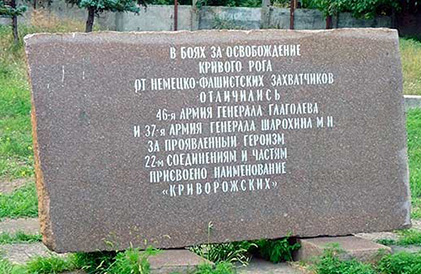 В БОЯХ ЗА ОСВОБОЖДЕНИЕ
КРИВОГО РОГА
ОТ НЕМЕЦКО-ФАШИСТСКИХ ЗАХВАТЧИКОВ
ОТЛИЧИЛИСЬ
46-я АРМИЯ ГЕНЕРАЛА ГЛАГОЛЕВА
И 37-я АРМИЯ ГЕНЕРАЛА ШАРОХИНА М Н
ЗА ПРОЯВЛЕННЫЙ ГЕРОИЗМ
22-м СОЕДИНЕНИЯМ И ЧАСТЯМ
ПРИСВОЕНО НАИМЕНОВАНИЕ
«КРИВОРОЖСКИХ»